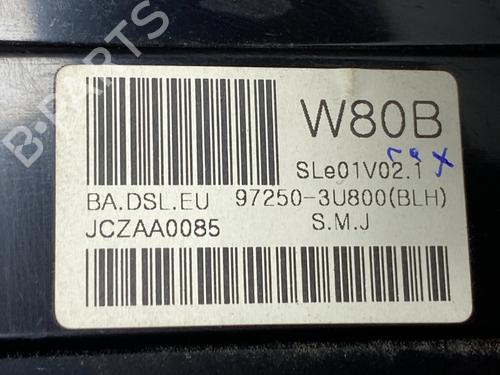 W80B
SLe01V02.1
BA.DSL.EU 97250-3U800(BLH)
JCZAA0085 S.M.J
B-PARTS